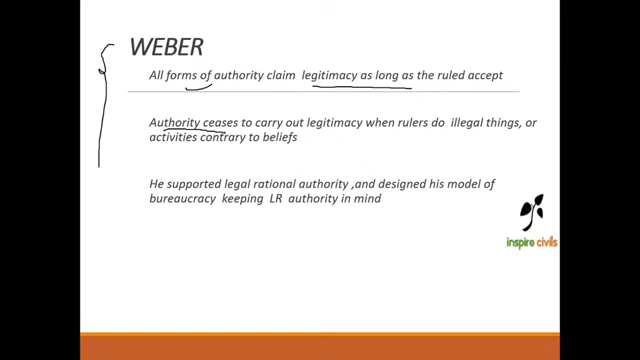 WEBER
All forms of authority claim legitimacy as long as the ruled accept
Authority ceases to carry out legitimacy when rulers do illegal things, or
activities contrary to beliefs
He supported legal rational authority ,and designed his model of
bureaucracy keeping LR authority in mind
inspire civils